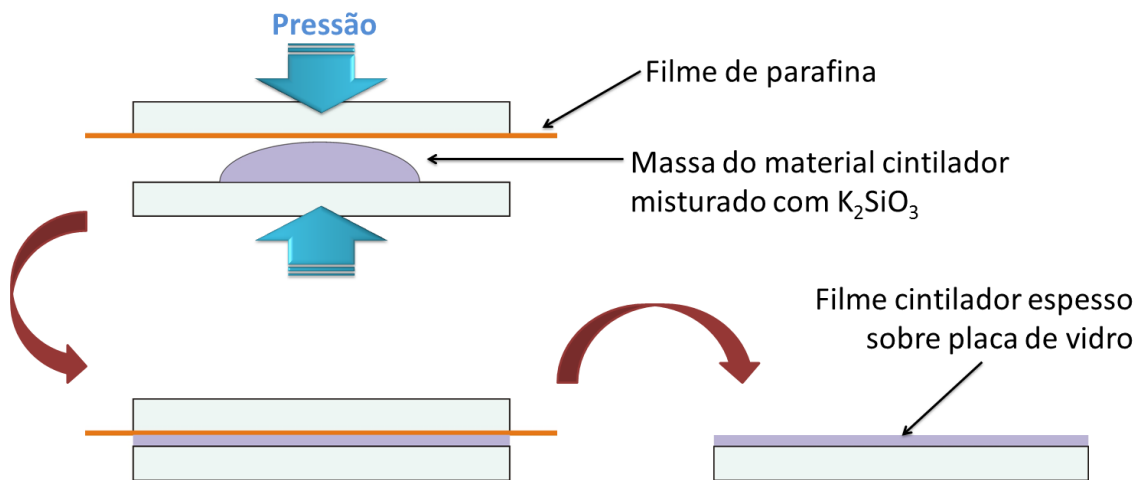 Pressão
Filme de parafina
Massa do material cintilador
misturado com K₂SiO₃
Filme cintilador espesso
sobre placa de vidro